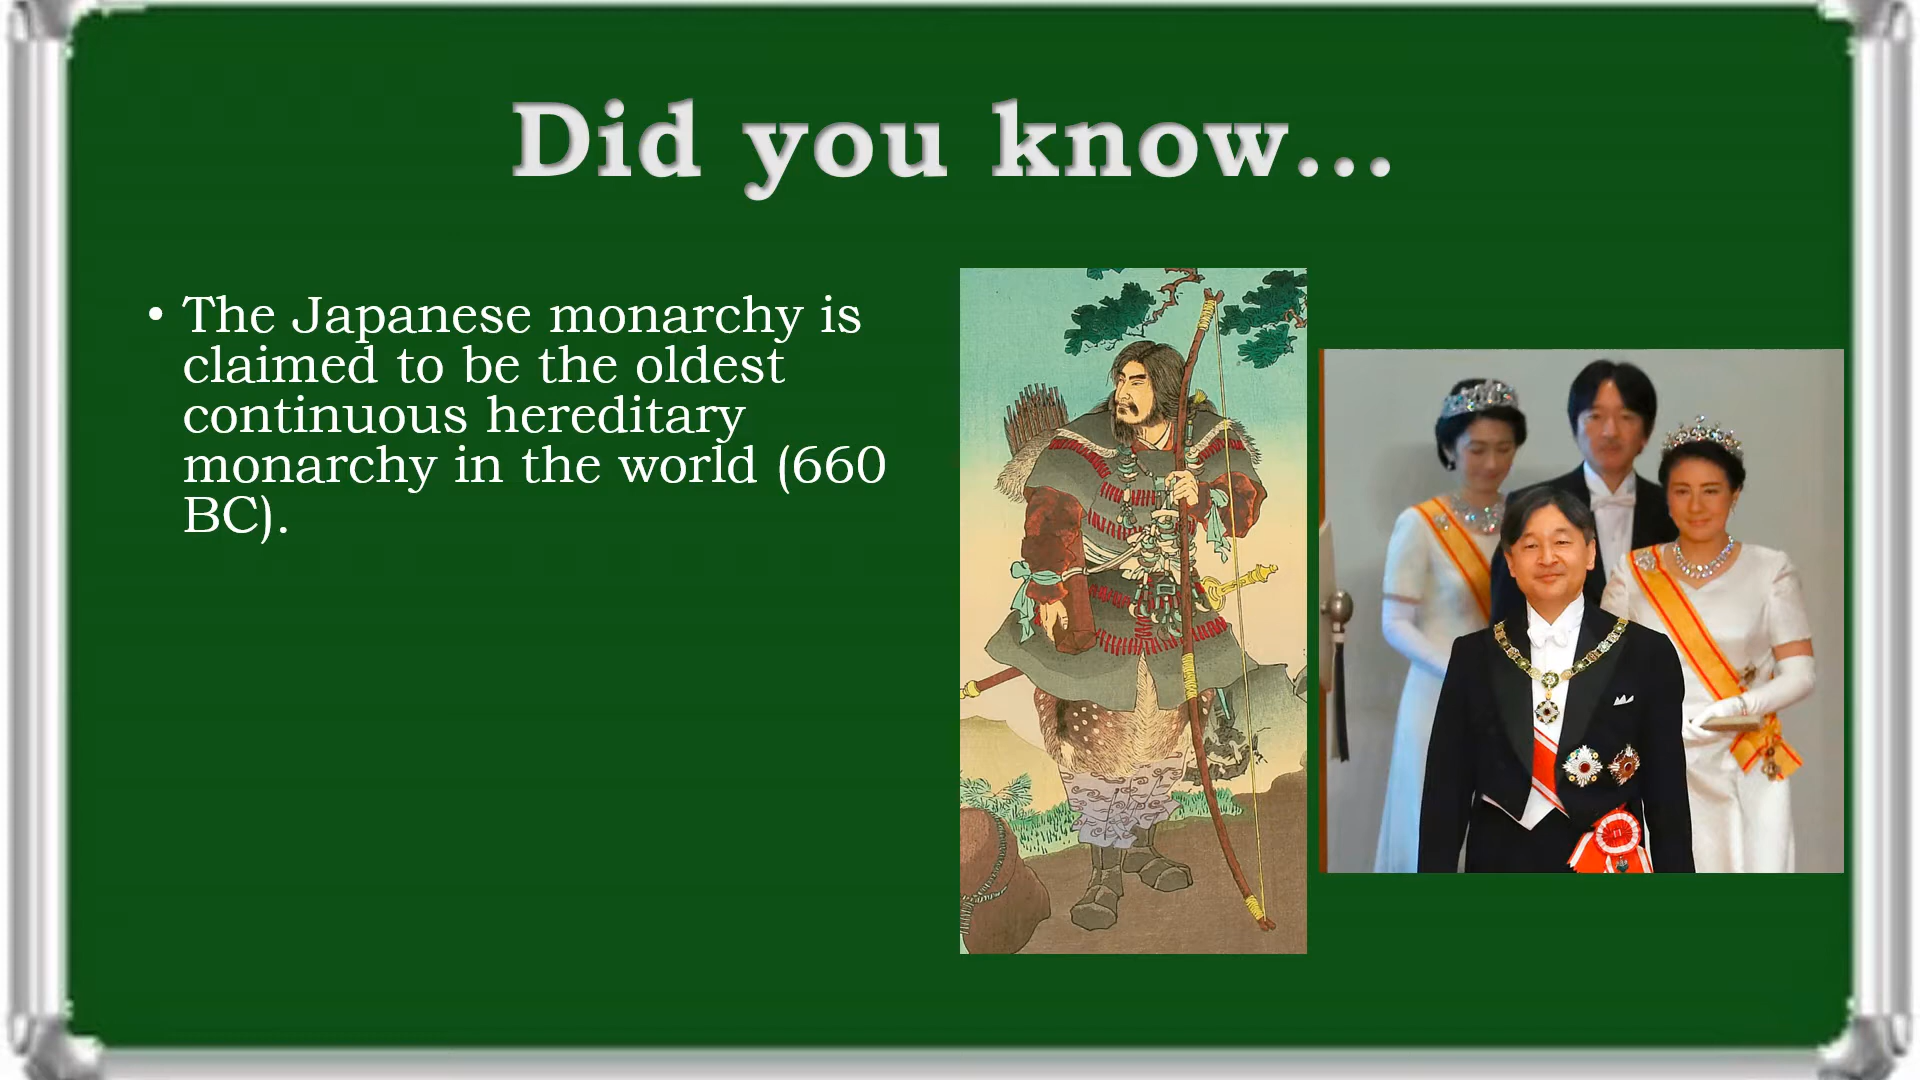 Did you know...
• The Japanese monarchy is
claimed to be the oldest
continuous hereditary
monarchy in the world (660
BC).